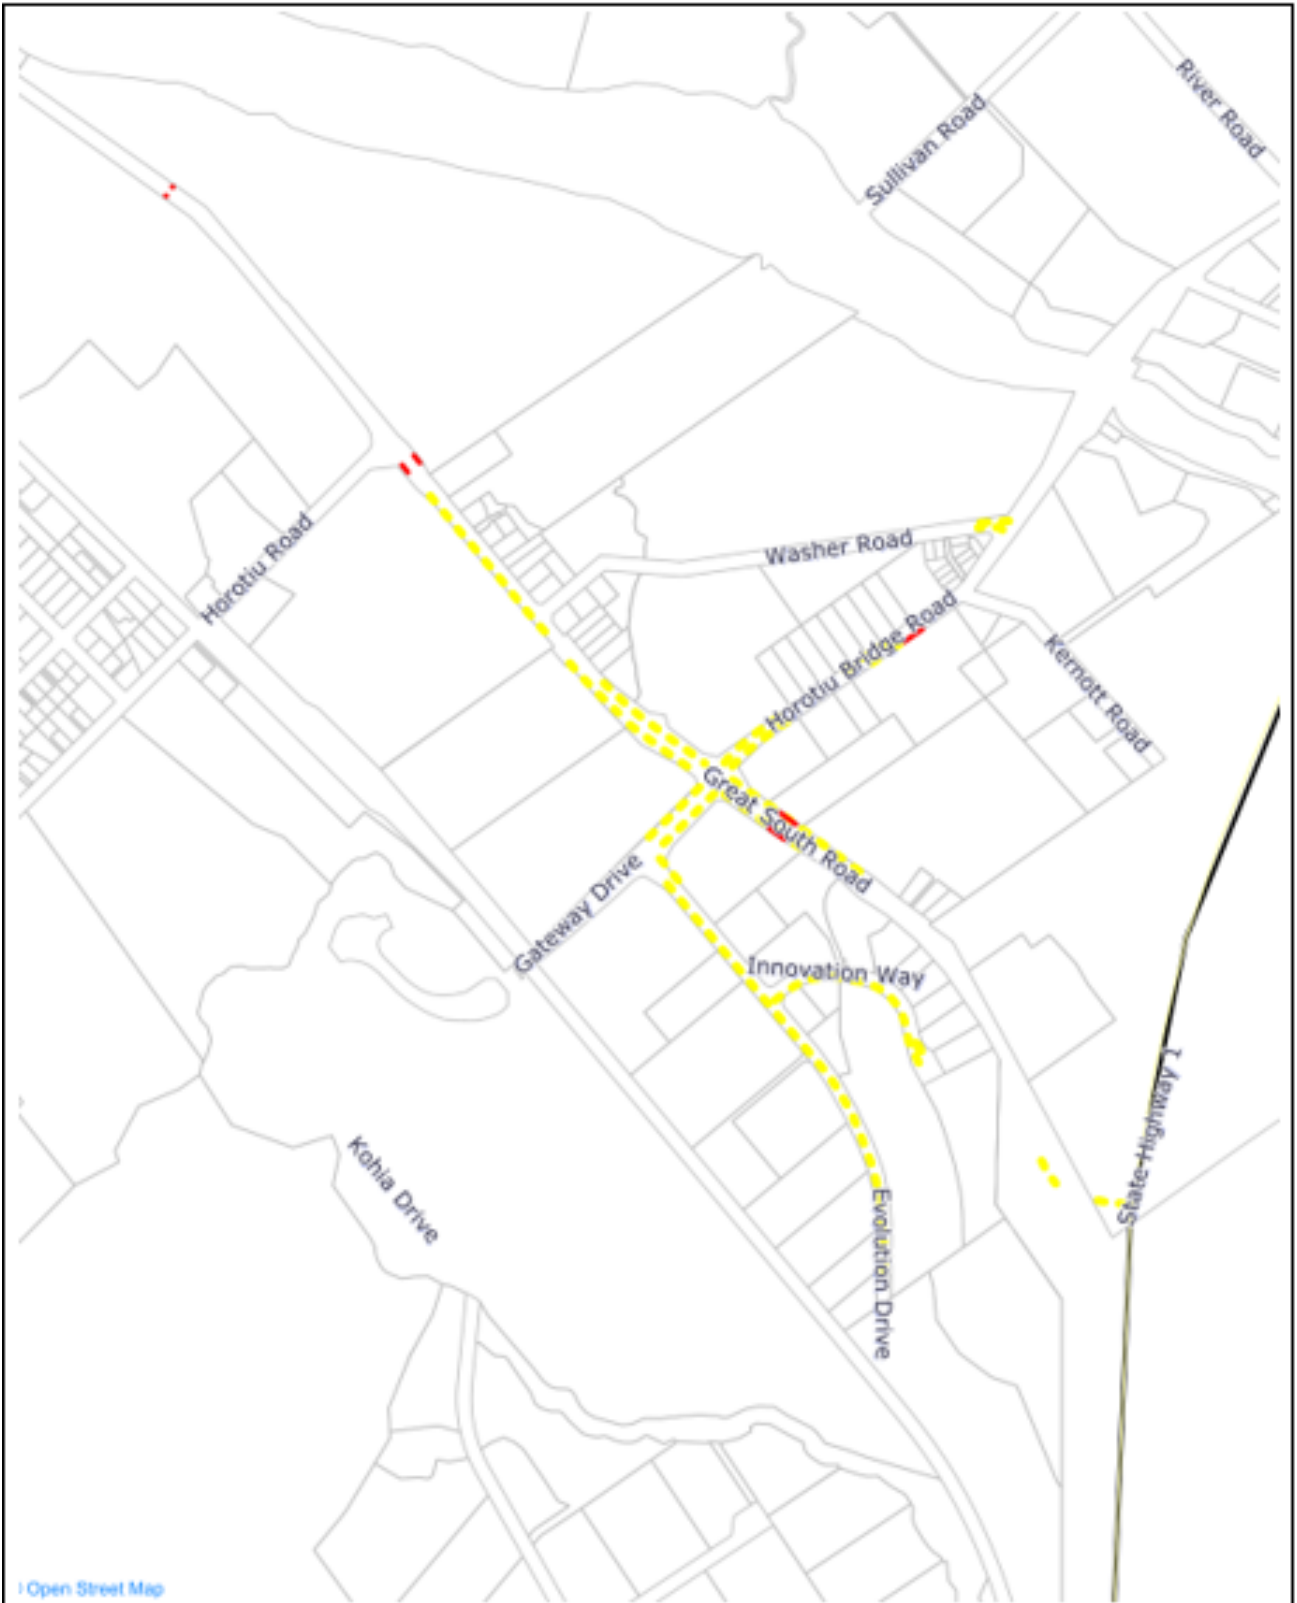 River Road
Sullivan Road
Horotiu Road
Washer Road
Horotiu Bridge Road
Kernott Road
Great South Road
Gateway Drive
Innovation Way
State Highway 1
Kohia Drive
Evolution Drive
Open Street Map